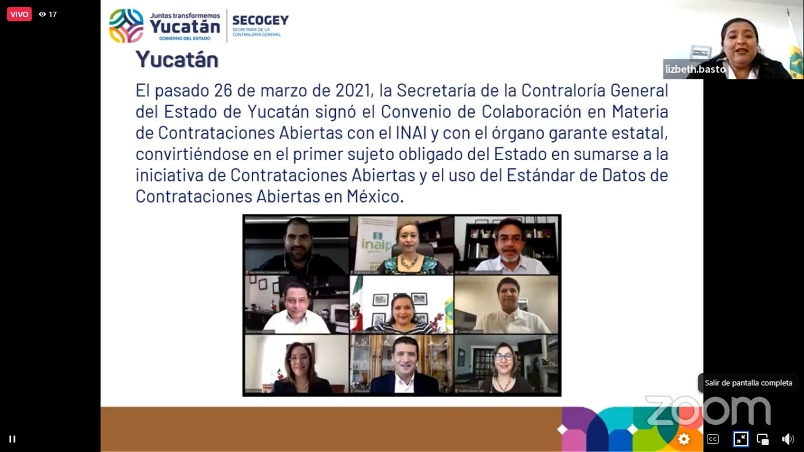 VIVO
17
Juntos transformemos
Yucatán
GOBIERNO DEL ESTADO
SECOGEY
SECRETARÍA DE LA
CONTRALORÍA GENERAL
lizbeth.basto
Yucatán
El pasado 26 de marzo de 2021, la Secretaría de la Contraloría General
del Estado de Yucatán signó el Convenio de Colaboración en Materia
de Contrataciones Abiertas con el INAI y con el órgano garante estatal,
convirtiéndose en el primer sujeto obligado del Estado en sumarse a la
iniciativa de Contrataciones Abiertas y el uso del Estándar de Datos de
Contrataciones Abiertas en México.
inaip
Salir de pantalla completa
zoom